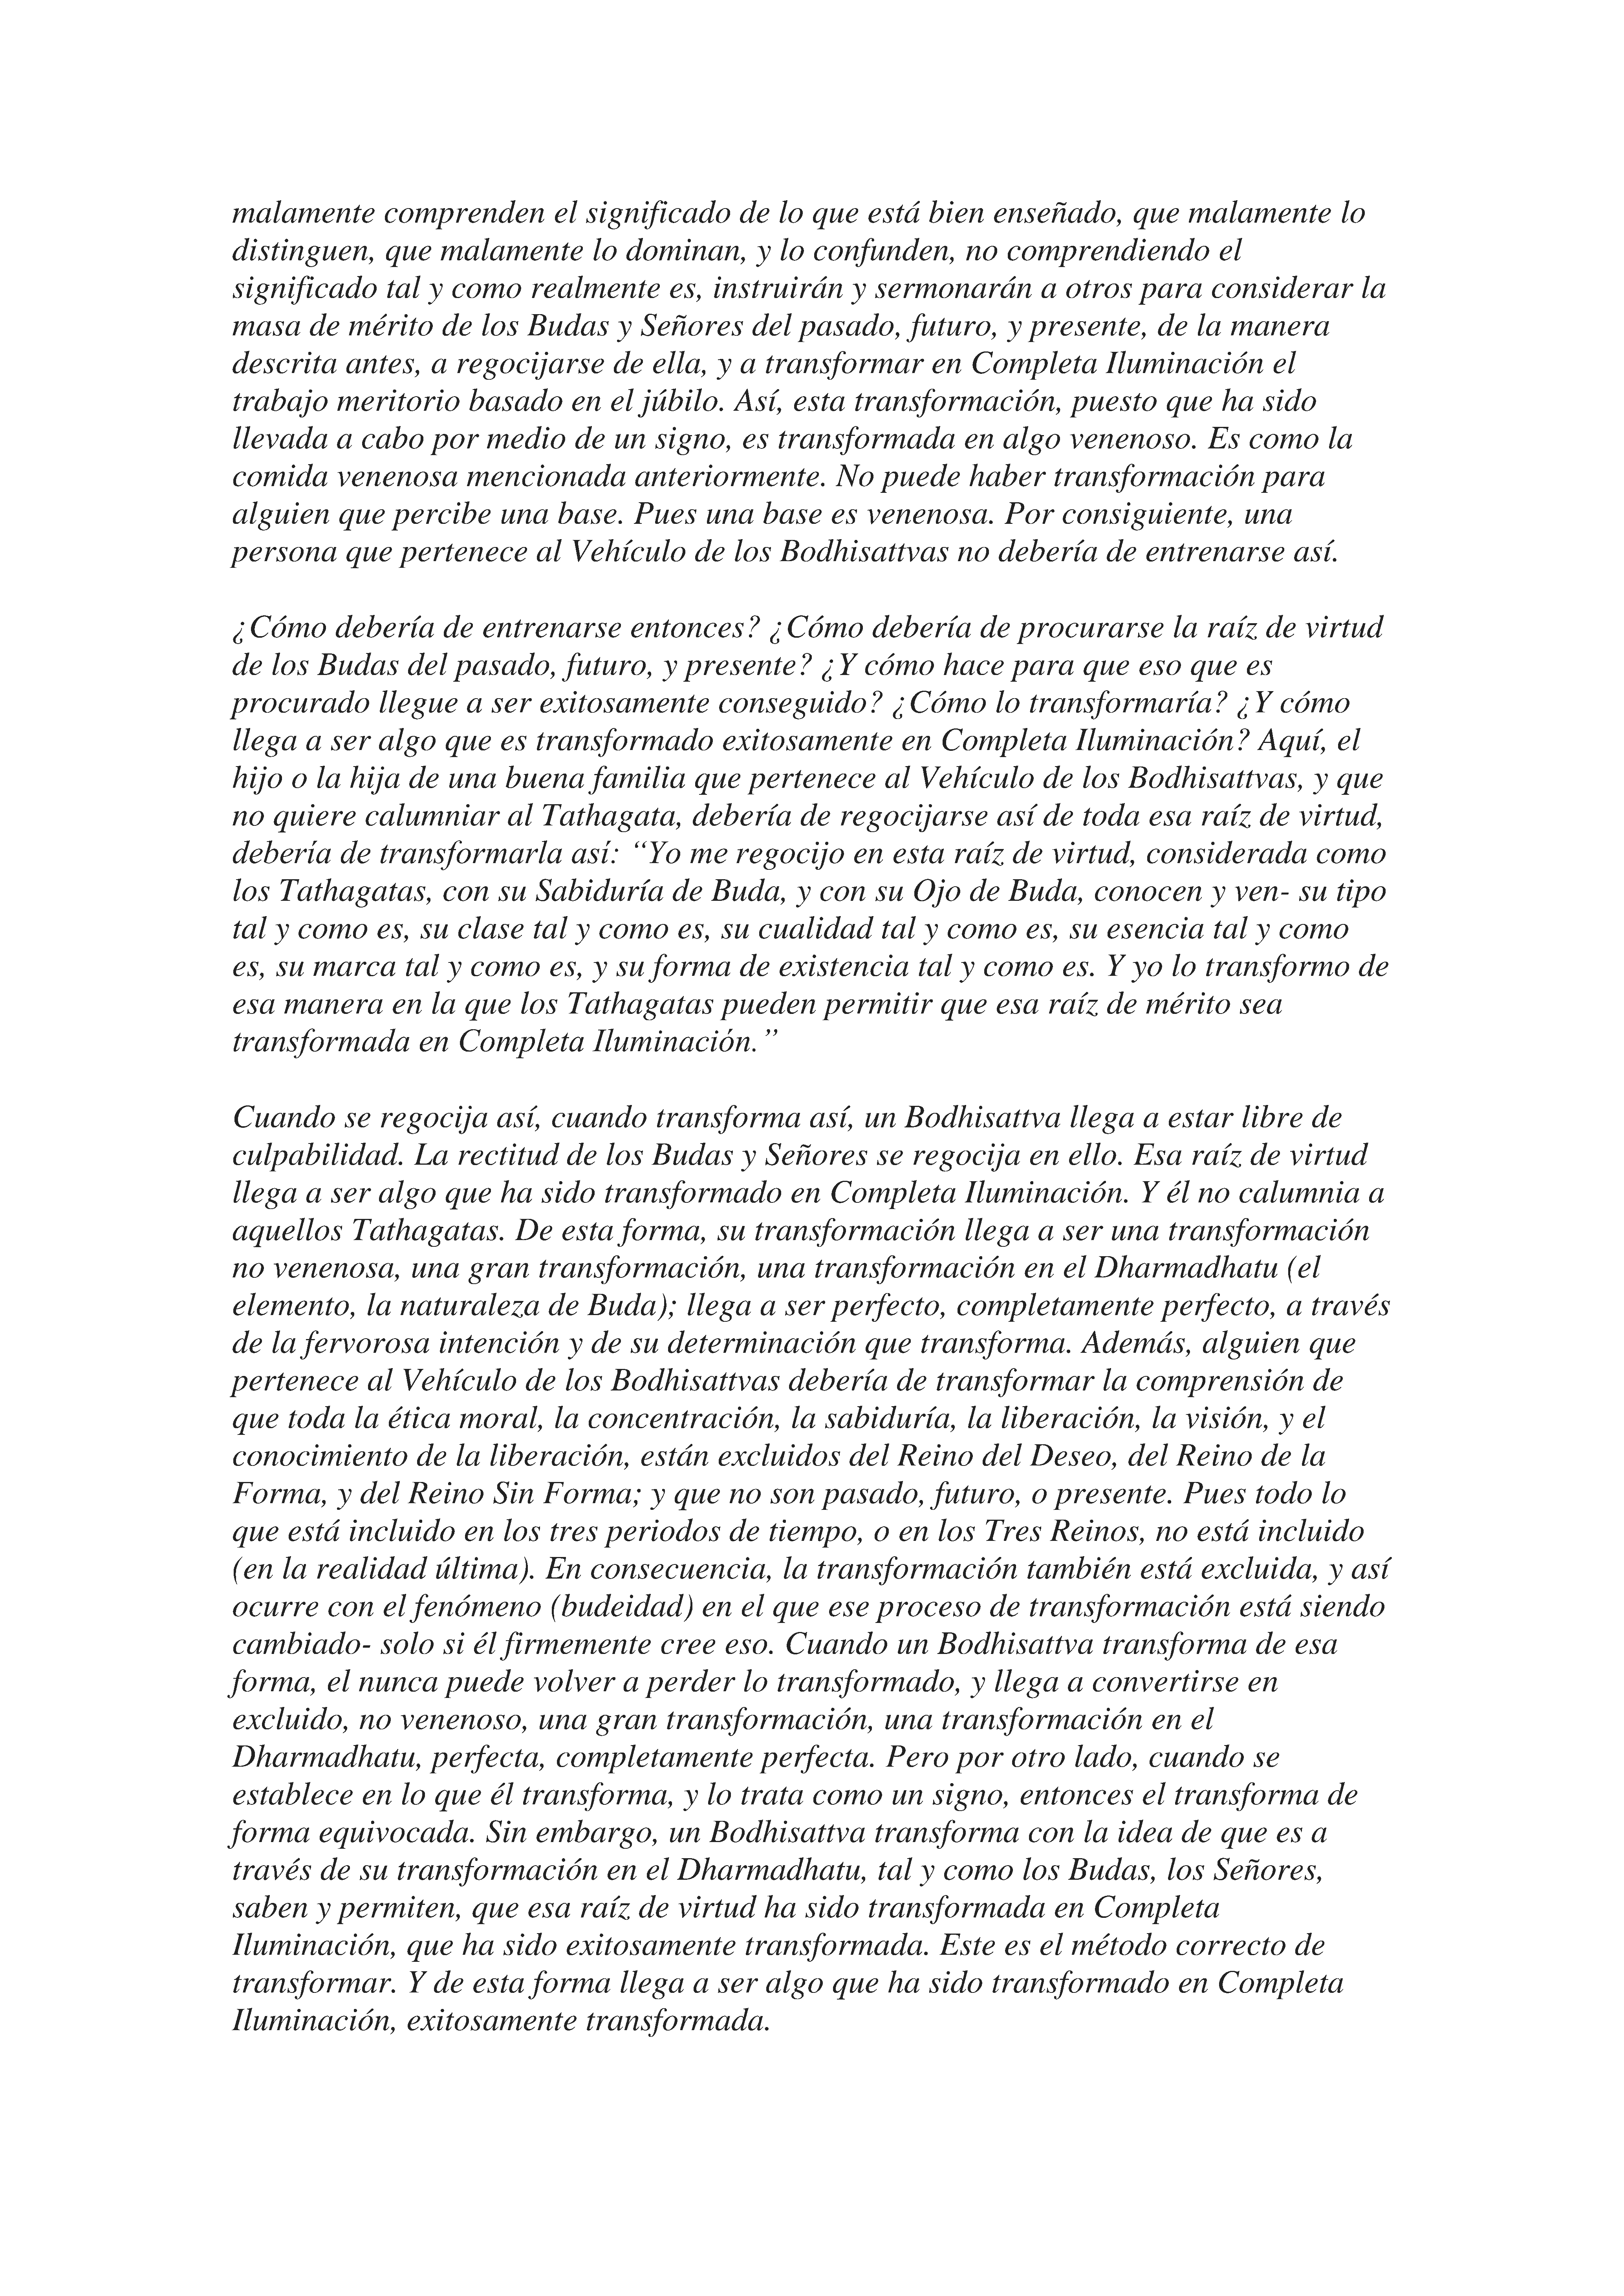 malamente comprenden el significado de lo que está bien enseñado, que malamente lo
distinguen, que malamente lo dominan, y lo confunden, no comprendiendo el
significado tal y como realmente es, instruirán y sermonarán a otros para considerar la
masa de mérito de los Budas y Señores del pasado, futuro, y presente, de la manera
descrita antes, a regocijarse de ella, y a transformar en Completa Iluminación el
trabajo meritorio basado en el júbilo. Así, esta transformación, puesto que ha sido
llevada a cabo por medio de un signo, es transformada en algo venenoso. Es como la
comida venenosa mencionada anteriormente. No puede haber transformación para
alguien que percibe una base. Pues una base es venenosa. Por consiguiente, una
persona que pertenece al Vehículo de los Bodhisattvas no debería de entrenarse así.

¿Cómo debería de entrenarse entonces? ¿Cómo debería de procurarse la raíz de virtud
de los Budas del pasado, futuro, y presente? ¿Y cómo hace para que eso que es
procurado llegue a ser exitosamente conseguido? ¿Cómo lo transformaría? ¿Y cómo
llega a ser algo que es transformado exitosamente en Completa Iluminación? Aquí, el
hijo o la hija de una buena familia que pertenece al Vehículo de los Bodhisattvas, y que
no quiere calumniar al Tathagata, debería de regocijarse así de toda esa raíz de virtud,
debería de transformarla así: “Yo me regocijo en esta raíz de virtud, considerada como
los Tathagatas, con su Sabiduría de Buda, y con su Ojo de Buda, conocen y ven- su tipo
tal y como es, su clase tal y como es, su cualidad tal y como es, su esencia tal y como
es, su marca tal y como es, y su forma de existencia tal y como es. Y yo lo transformo de
esa manera en la que los Tathagatas pueden permitir que esa raíz de mérito sea
transformada en Completa Iluminación.”

Cuando se regocija así, cuando transforma así, un Bodhisattva llega a estar libre de
culpabilidad. La rectitud de los Budas y Señores se regocija en ello. Esa raíz de virtud
llega a ser algo que ha sido transformado en Completa Iluminación. Y él no calumnia a
aquellos Tathagatas. De esta forma, su transformación llega a ser una transformación
no venenosa, una gran transformación, una transformación en el Dharmadhatu (el
elemento, la naturaleza de Buda); llega a ser perfecto, completamente perfecto, a través
de la fervorosa intención y de su determinación que transforma. Además, alguien que
pertenece al Vehículo de los Bodhisattvas debería de transformar la comprensión de
que toda la ética moral, la concentración, la sabiduría, la liberación, la visión, y el
conocimiento de la liberación, están excluidos del Reino del Deseo, del Reino de la
Forma, y del Reino Sin Forma; y que no son pasado, futuro, o presente. Pues todo lo
que está incluido en los tres periodos de tiempo, o en los Tres Reinos, no está incluido
(en la realidad última). En consecuencia, la transformación también está excluida, y así
ocurre con el fenómeno (budeidad) en el que ese proceso de transformación está siendo
cambiado- solo si él firmemente cree eso. Cuando un Bodhisattva transforma de esa
forma, el nunca puede volver a perder lo transformado, y llega a convertirse en
excluido, no venenoso, una gran transformación, una transformación en el
Dharmadhatu, perfecta, completamente perfecta. Pero por otro lado, cuando se
establece en lo que él transforma, y lo trata como un signo, entonces el transforma de
forma equivocada. Sin embargo, un Bodhisattva transforma con la idea de que es a
través de su transformación en el Dharmadhatu, tal y como los Budas, los Señores,
saben y permiten, que esa raíz de virtud ha sido transformada en Completa
Iluminación, que ha sido exitosamente transformada. Este es el método correcto de
transformar. Y de esta forma llega a ser algo que ha sido transformado en Completa
Iluminación, exitosamente transformada.